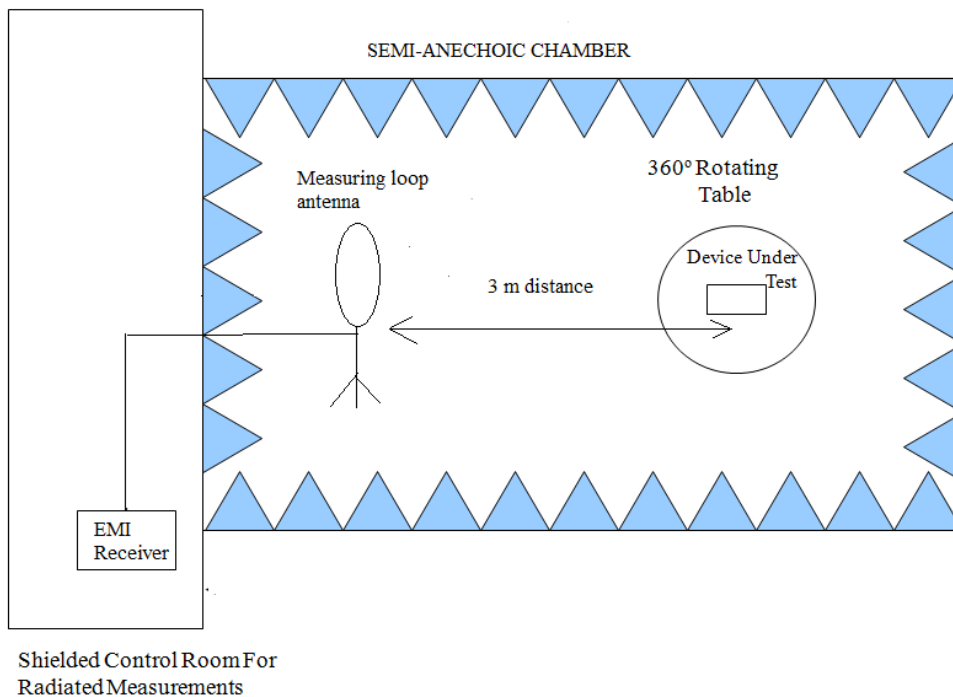 SEMI-ANECHOIC CHAMBER
Measuring loop
antenna
360º Rotating
Table
Device Under
Test
3 m distance
EMI
Receiver
Shielded Control Room For
Radiated Measurements